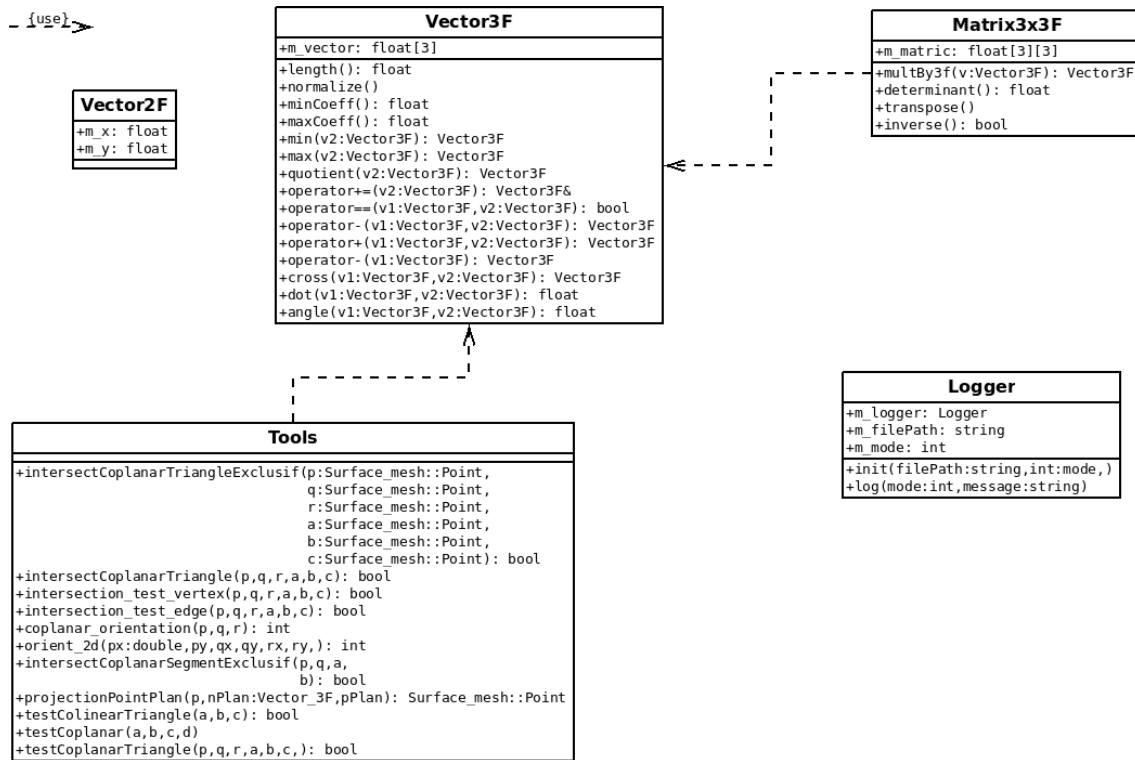 {use}
Vector3F
+m_vector: float[3]
+length(): float
+normalize()
+minCoeff(): float
+maxCoeff(): float
+min(v2:Vector3F): Vector3F
+max(v2:Vector3F): Vector3F
+quotient(v2:Vector3F): Vector3F
+operator+=(v2:Vector3F): Vector3F&
+operator==(v1:Vector3F,v2:Vector3F): bool
+operator-(v1:Vector3F,v2:Vector3F): Vector3F
+operator+(v1:Vector3F,v2:Vector3F): Vector3F
+operator-(v1:Vector3F): Vector3F
+cross(v1:Vector3F,v2:Vector3F): Vector3F
+dot(v1:Vector3F,v2:Vector3F): float
+angle(v1:Vector3F,v2:Vector3F): float
Matrix3x3F
+m_matric: float[3][3]
+multBy3f(v:Vector3F): Vector3F
+determinant(): float
+transpose()
+inverse(): bool
Vector2F
+m_x: float
+m_y: float
Logger
+m_logger: Logger
+m_filePath: string
+m_mode: int
+init(filePath:string,int:mode,)
+log(mode:int,message:string)
Tools
+intersectCoplanarTriangleExclusif(p:Surface_mesh::Point,
q:Surface_mesh::Point,
r:Surface_mesh::Point,
a:Surface_mesh::Point,
b:Surface_mesh::Point,
c:Surface_mesh::Point): bool
+intersectCoplanarTriangle(p,q,r,a,b,c): bool
+intersection_test_vertex(p,q,r,a,b,c): bool
+intersection_test_edge(p,q,r,a,b,c): bool
+coplanar_orientation(p,q,r): int
+orient_2d(px:double,py,qx,qy,rx,ry,): int
+intersectCoplanarSegmentExclusif(p,q,a,
b): bool
+projectionPointPlan(p,nPlan:Vector_3F,pPlan): Surface_mesh::Point
+testColinearTriangle(a,b,c): bool
+testCoplanar(a,b,c,d)
+testCoplanarTriangle(p,q,r,a,b,c,): bool